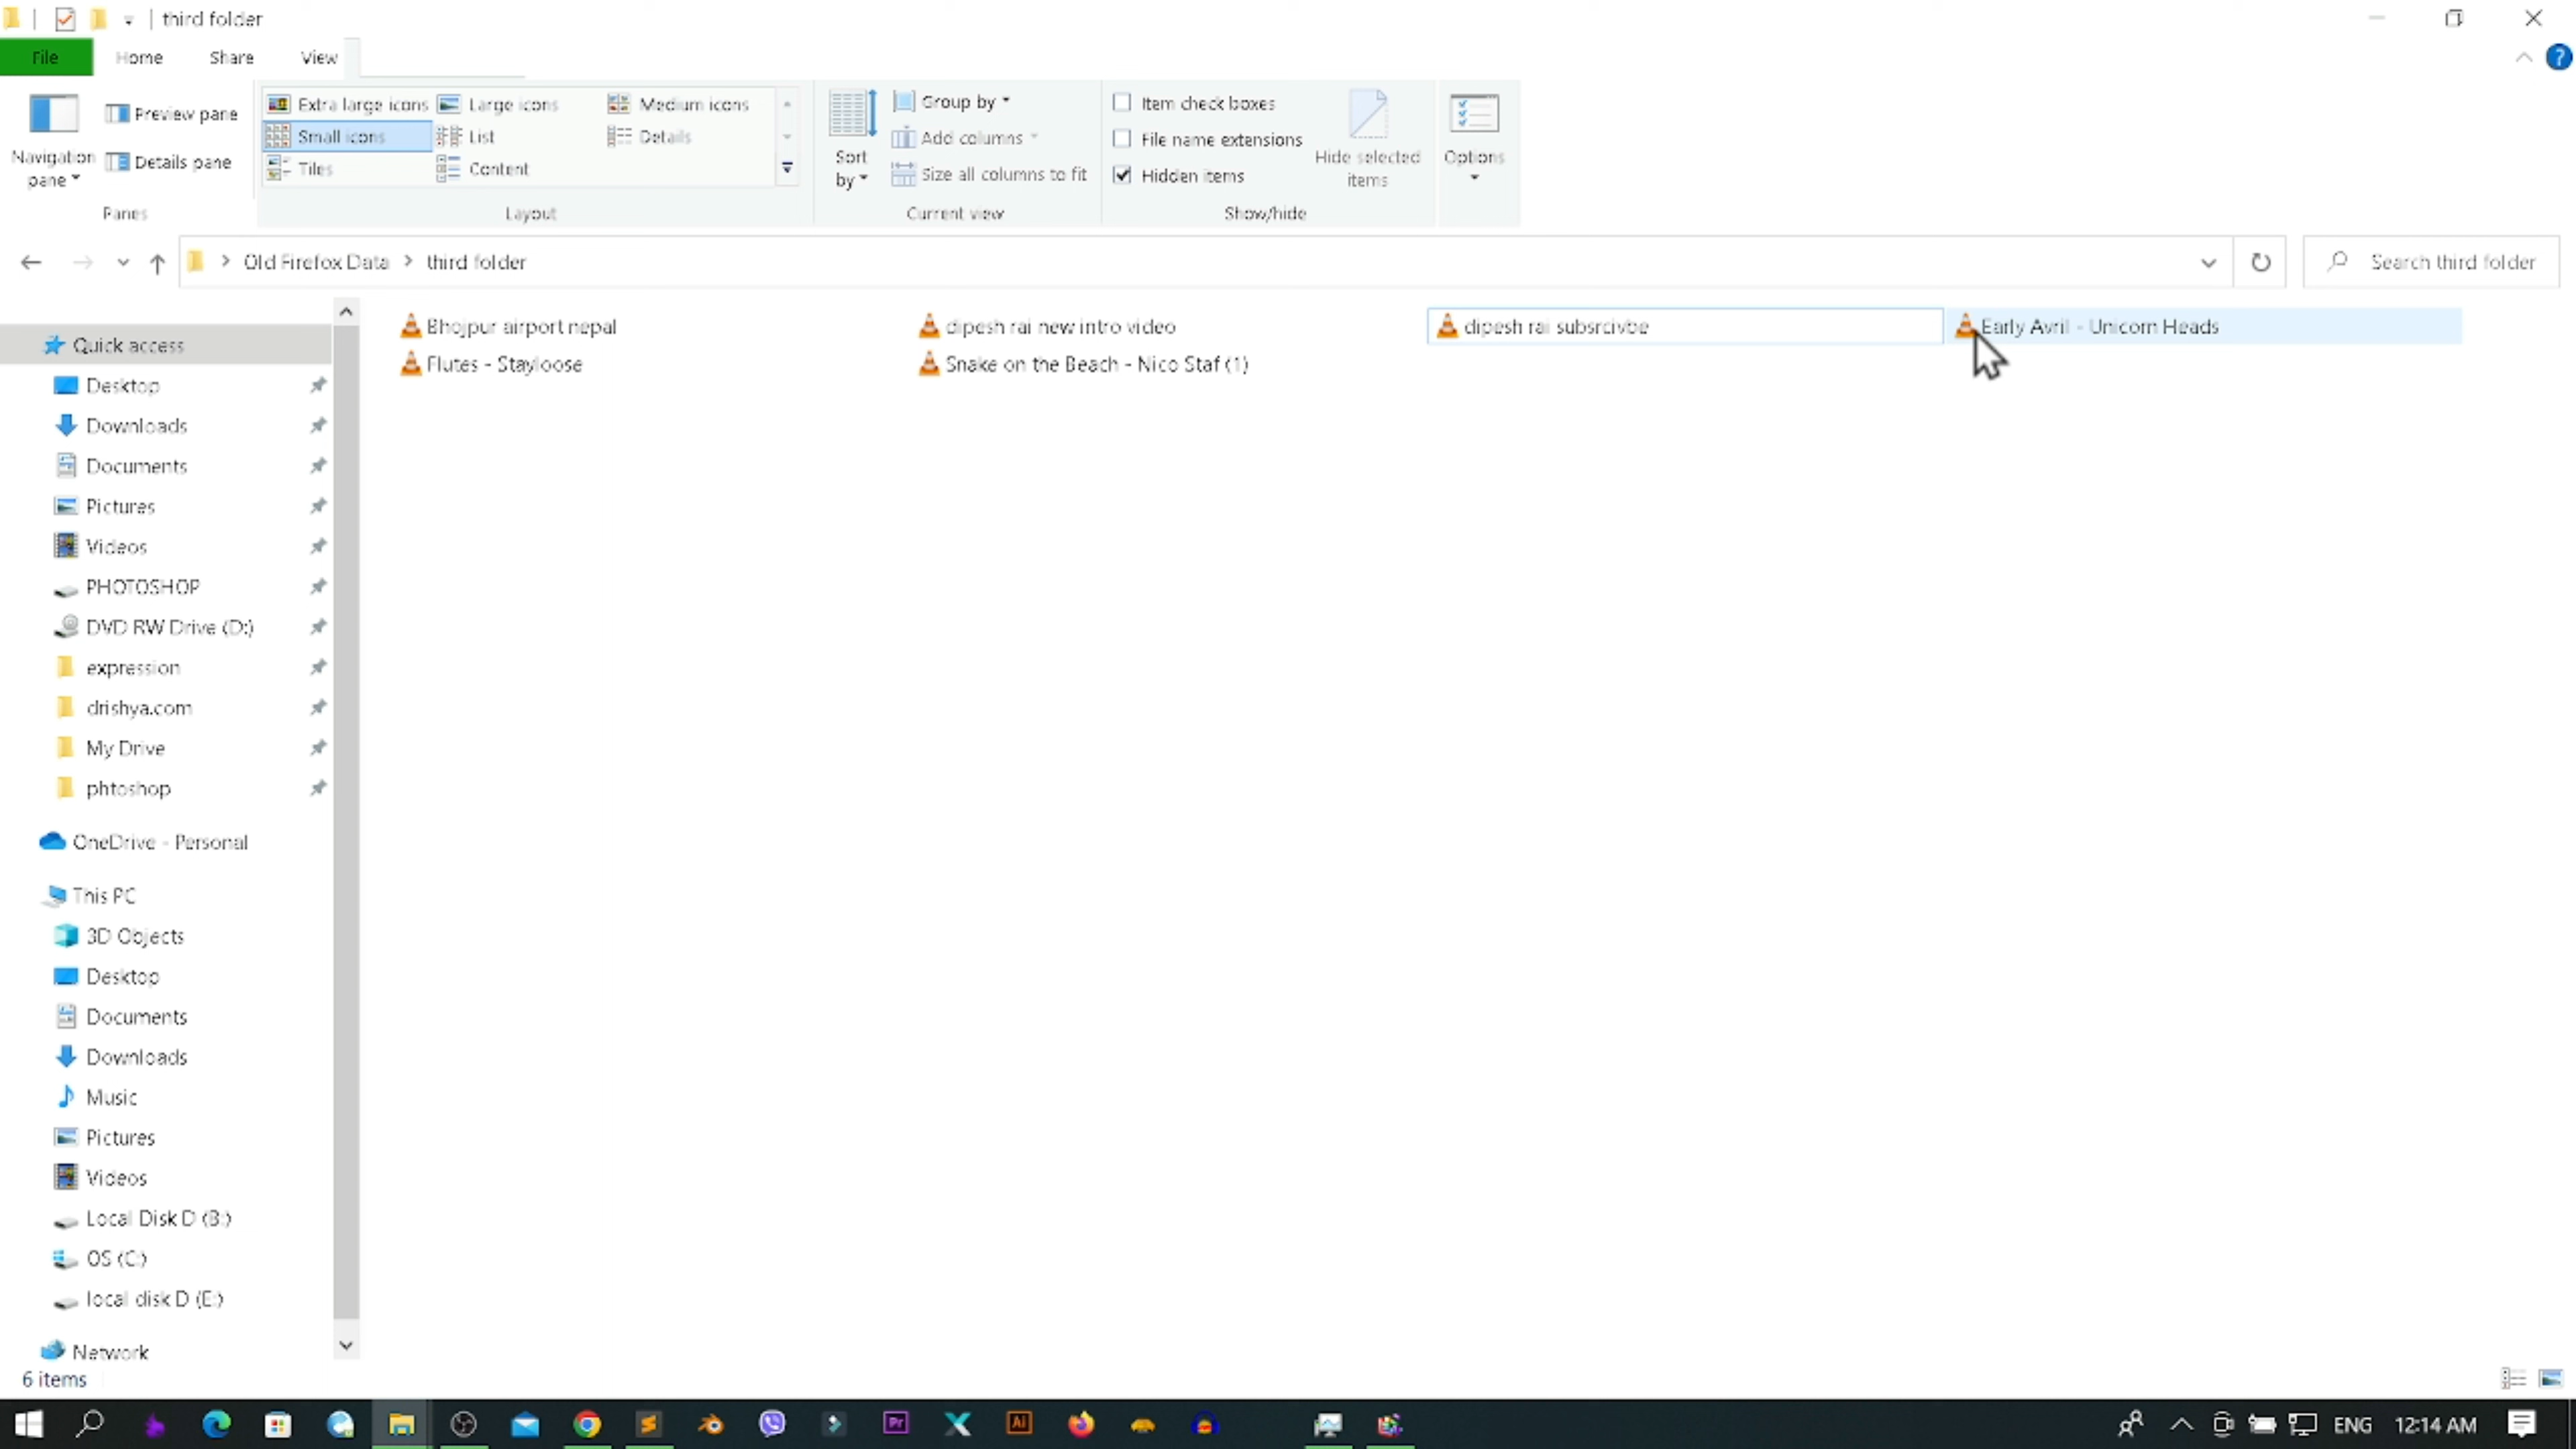 third folder
File Home Share View
Navigation pane
Preview pane
Details pane
Panes
Extra large icons Large icons Medium icons
Small icons List Details
Tiles Content
Layout
Sort by
Group by
Add columns
Size all columns to fit
Current view
Item check boxes
File name extensions
Hidden items
Hide selected items
Show/hide
Options
Old Firefox Data > third folder
Search third folder
Quick access
Desktop
Downloads
Documents
Pictures
Videos
PHOTOSHOP
DVD RW Drive (D:)
expression
drishya.com
My Drive
phtoshop
OneDrive - Personal
This PC
3D Objects
Desktop
Documents
Downloads
Music
Pictures
Videos
Local Disk D (B:)
OS (C:)
local disk D (E:)
Network
Bhojpur airport nepal dipesh rai new intro video dipesh rai subsrcivbe Early Avril - Unicorn Heads
Flutes - Stayloose Snake on the Beach - Nico Staf (1)
6 items
Pr Ai ENG 12:14 AM